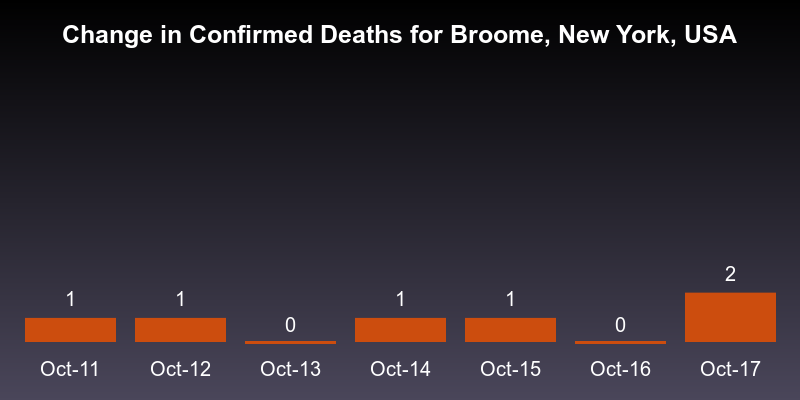 Change in Confirmed Deaths for Broome, New York, USA
1 1 0 1 1 0 2
Oct-11 Oct-12 Oct-13 Oct-14 Oct-15 Oct-16 Oct-17